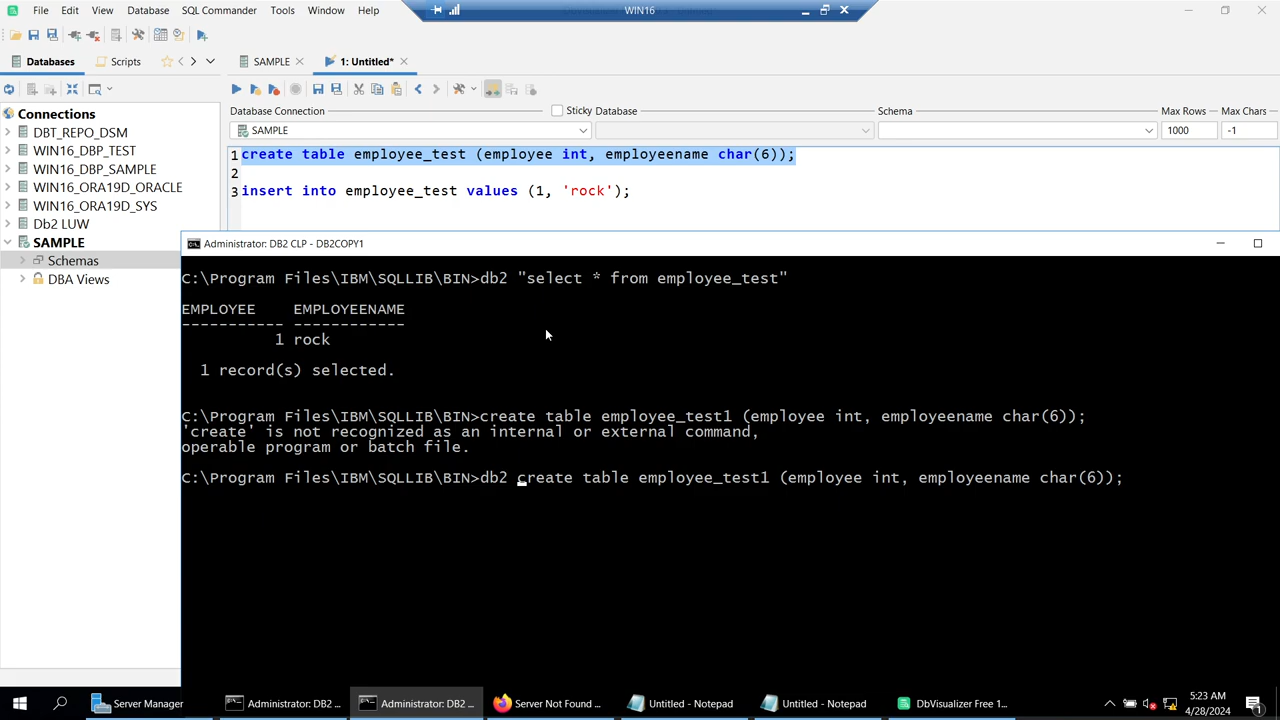 File Edit View Database SQL Commander Tools Window Help
WIN16
Databases Scripts
SAMPLE 1: Untitled*
Connections
DBT_REPO_DSM
WIN16_DBP_TEST
WIN16_DBP_SAMPLE
WIN16_ORA19D_ORACLE
WIN16_ORA19D_SYS
Db2 LUW
SAMPLE
Schemas
DBA Views
Database Connection Sticky Database Schema Max Rows Max Chars
SAMPLE 1000 -1
1 create table employee_test (employee int, employeename char(6));
2
3 insert into employee_test values (1, 'rock');
Administrator: DB2 CLP - DB2COPY1
C:\Program Files\IBM\SQLLIB\BIN>db2 "select * from employee_test"
EMPLOYEE EMPLOYEENAME
----------- ------------
1 rock
1 record(s) selected.
C:\Program Files\IBM\SQLLIB\BIN>create table employee_test1 (employee int, employeename char(6));
'create' is not recognized as an internal or external command,
operable program or batch file.
C:\Program Files\IBM\SQLLIB\BIN>db2 create table employee_test1 (employee int, employeename char(6));
Server Manager Administrator: DB2 ... Administrator: DB2 ... Server Not Found ... Untitled - Notepad Untitled - Notepad DbVisualizer Free 1...
5:23 AM
4/28/2024
1